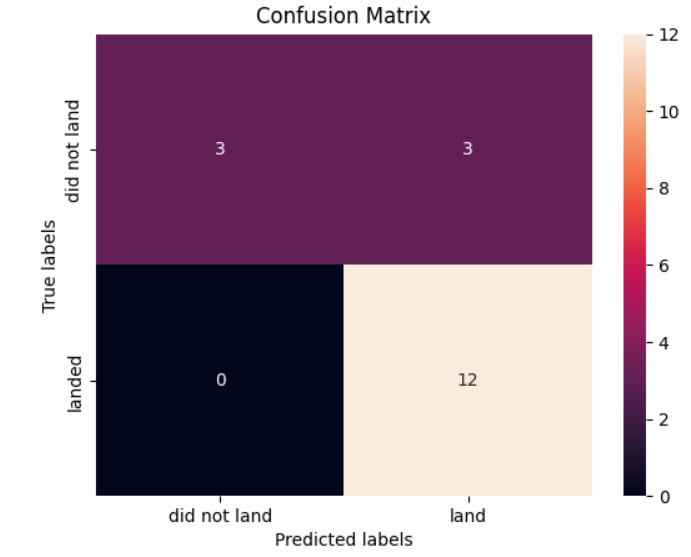 Confusion Matrix
True labels
did not land
landed
3 3
0 12
did not land land
Predicted labels
12
10
8
6
4
2
0